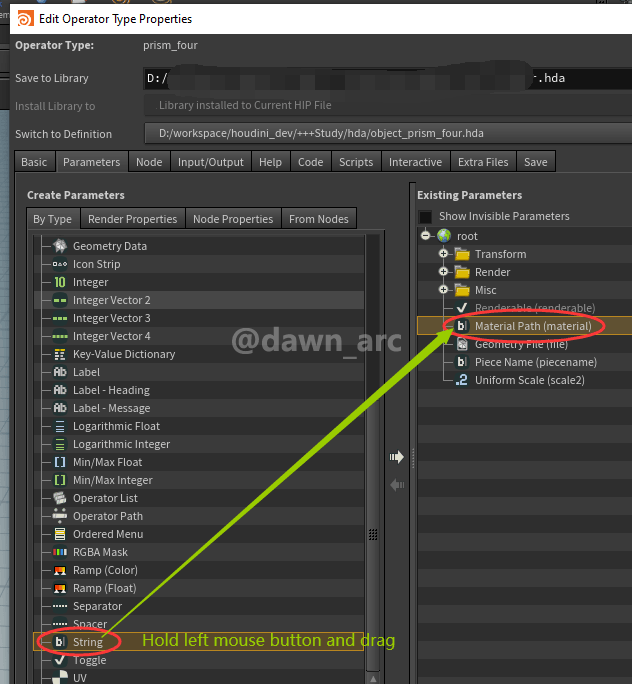 Edit Operator Type Properties
Operator Type: prism_four
Save to Library D:/ r.hda
Install Library to Library installed to Current HIP File
Switch to Definition D:/workspace/houdini_dev/+++Study/hda/object_prism_four.hda
Basic Parameters Node Input/Output Help Code Scripts Interactive Extra Files Save
Create Parameters
By Type Render Properties Node Properties From Nodes
Geometry Data
Icon Strip
Integer
Integer Vector 2
Integer Vector 3
Integer Vector 4
Key-Value Dictionary
Label
Label - Heading
Label - Message
Logarithmic Float
Logarithmic Integer
Min/Max Float
Min/Max Integer
Operator List
Operator Path
Ordered Menu
RGBA Mask
Ramp (Color)
Ramp (Float)
Separator
Spacer
String
Toggle
UV
Existing Parameters
Show Invisible Parameters
root
Transform
Render
Misc
Renderable (renderable)
Material Path (material)
Geometry File (file)
Piece Name (piecename)
Uniform Scale (scale2)
@dawn_arc
Hold left mouse button and drag